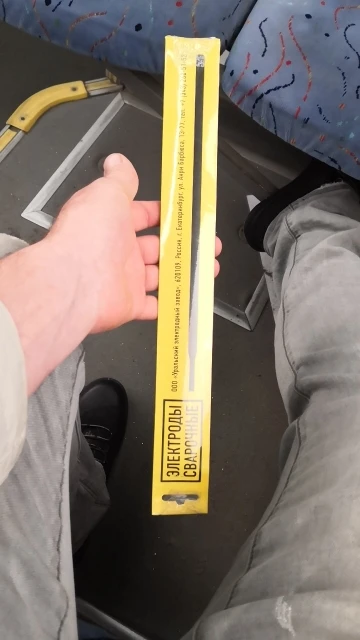 ЭЛЕКТРОДЫ
СВАРОЧНЫЕ
ООО «Уральский электродный завод», 620109, Россия, г. Екатеринбург, ул. Анри Барбюса,